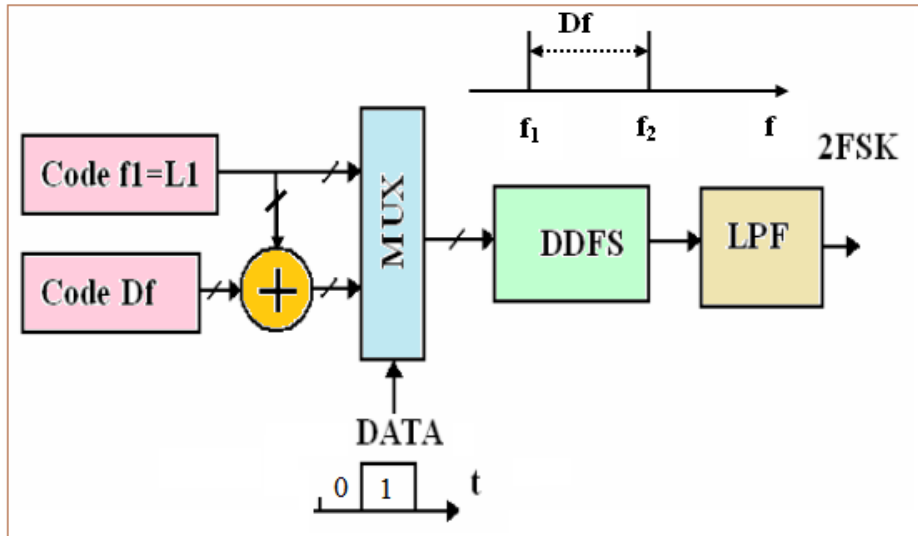 Df
f1 f2 f
2FSK
Code f1=L1
MUX
DDFS
LPF
Code Df
+
DATA
0 1 t